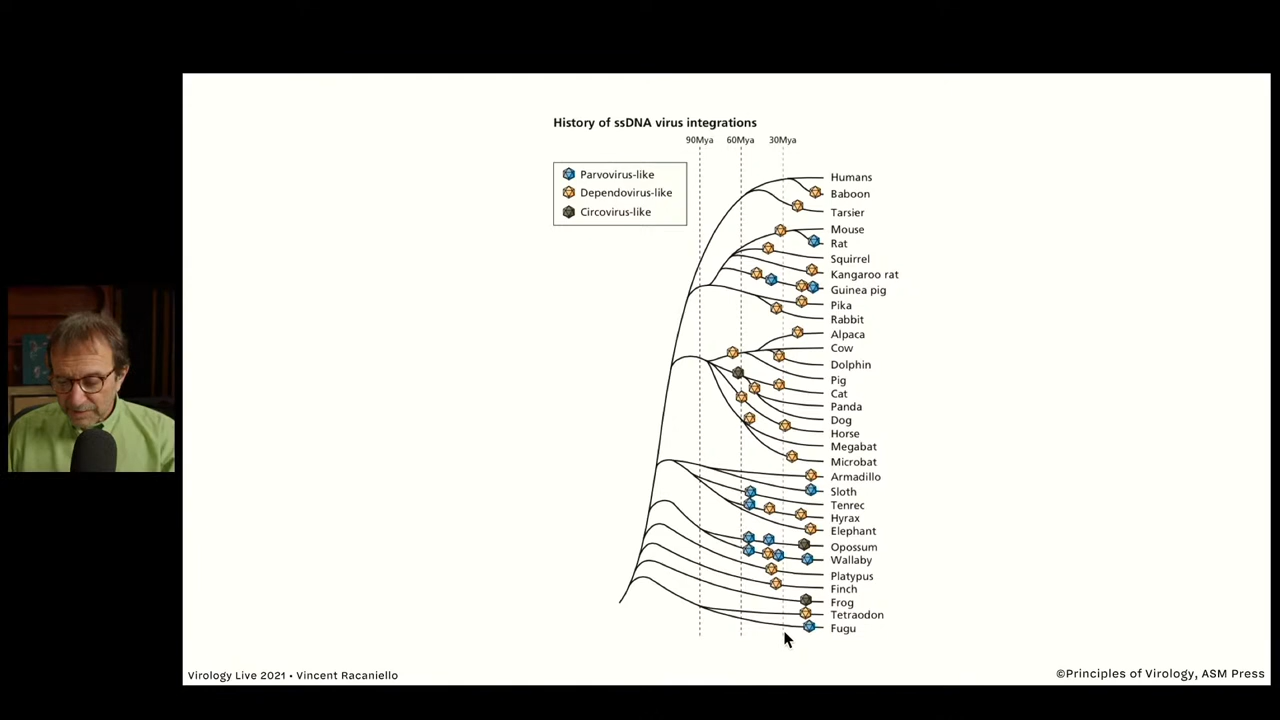 History of ssDNA virus integrations
90Mya 60Mya 30Mya
Parvovirus-like
Dependovirus-like
Circovirus-like
Humans
Baboon
Tarsier
Mouse
Rat
Squirrel
Kangaroo rat
Guinea pig
Pika
Rabbit
Alpaca
Cow
Dolphin
Pig
Cat
Panda
Dog
Horse
Megabat
Microbat
Armadillo
Sloth
Tenrec
Hyrax
Elephant
Opossum
Wallaby
Platypus
Finch
Frog
Tetraodon
Fugu
Virology Live 2021 • Vincent Racaniello
©Principles of Virology, ASM Press